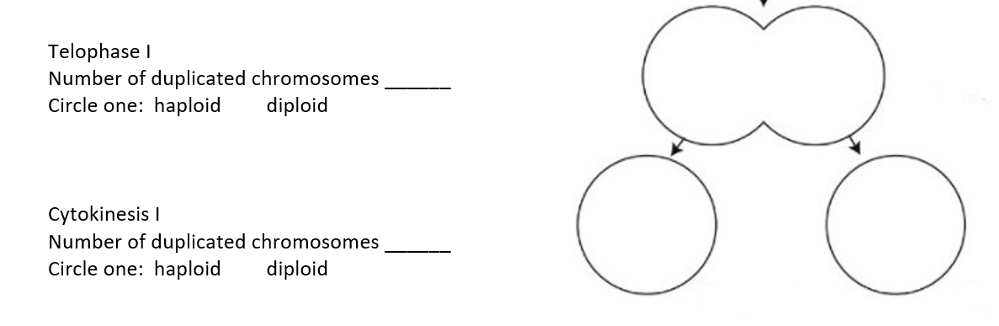 Telophase I
Number of duplicated chromosomes ______
Circle one: haploid diploid
Cytokinesis I
Number of duplicated chromosomes ______
Circle one: haploid diploid